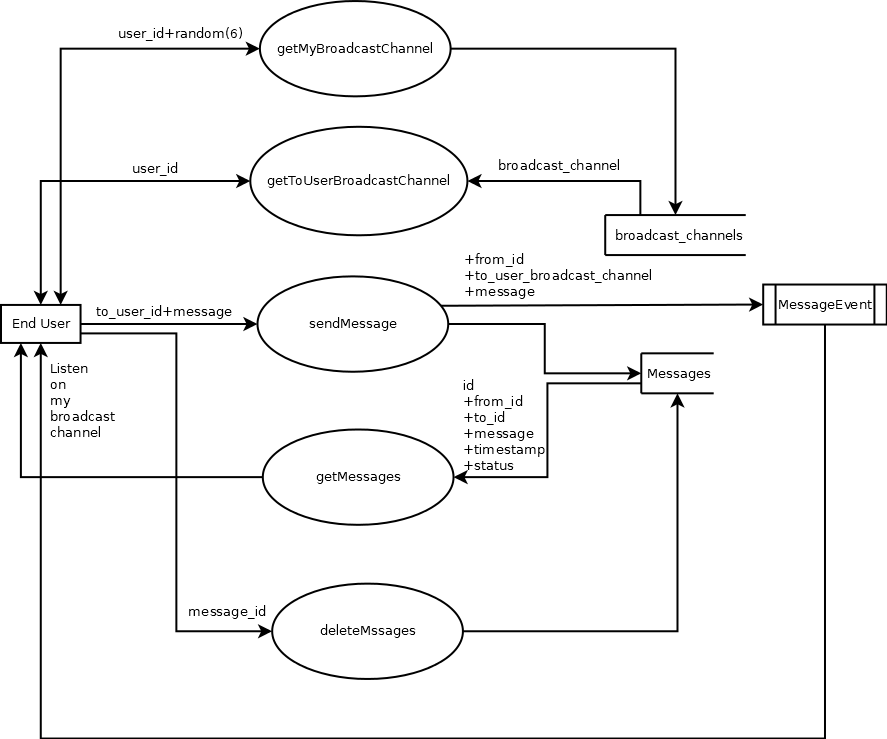 user_id+random(6)
getMyBroadcastChannel
user_id
getToUserBroadcastChannel
broadcast_channel
broadcast_channels
+from_id
+to_user_broadcast_channel
+message
MessageEvent
End User
to_user_id+message
sendMessage
Listen
on
my
broadcast
channel
Messages
id
+from_id
+to_id
+message
+timestamp
+status
getMessages
message_id
deleteMssages